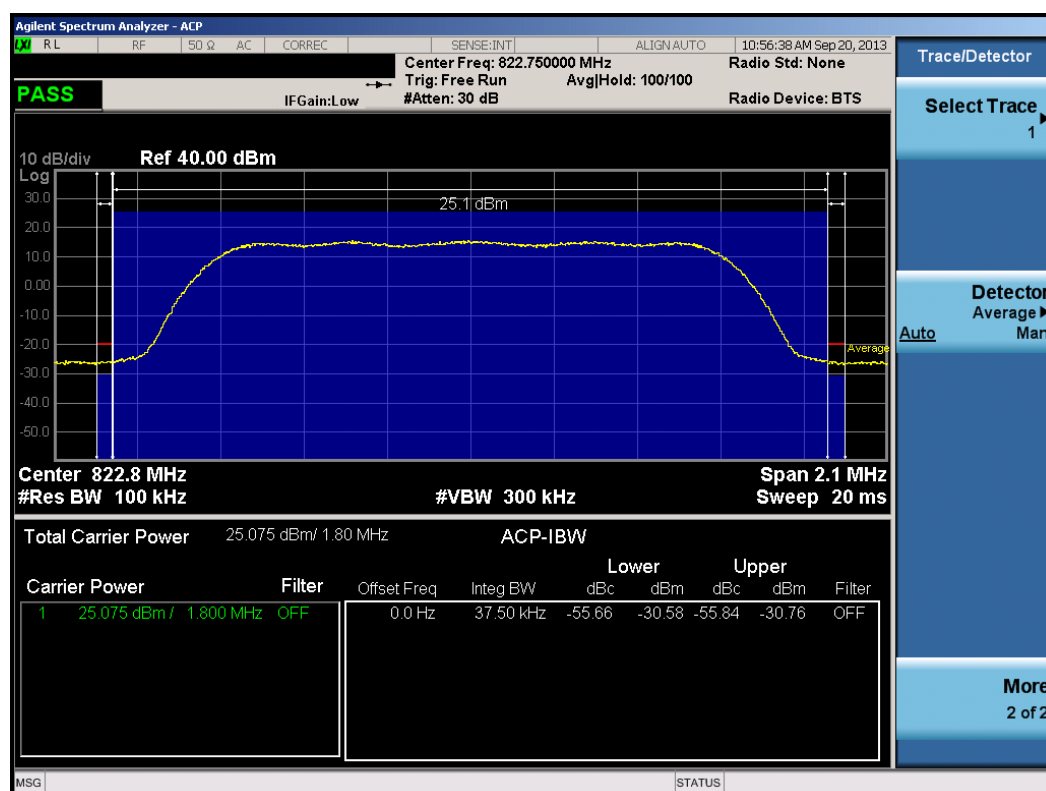 Agilent Spectrum Analyzer - ACP
LXI RL RF 50 Ω AC CORREC SENSE:INT ALIGN AUTO 10:56:38 AM Sep 20, 2013
Center Freq: 822.750000 MHz Radio Std: None
Trig: Free Run Avg|Hold: 100/100
PASS IFGain:Low #Atten: 30 dB Radio Device: BTS
Trace/Detector
Select Trace
1
Detector
Average
Auto Man
More
2 of 2
10 dB/div Ref 40.00 dBm
Log
30.0
25.1 dBm
20.0
10.0
0.00
-10.0
-20.0
Average
-30.0
-40.0
-50.0
Center 822.8 MHz Span 2.1 MHz
#Res BW 100 kHz #VBW 300 kHz Sweep 20 ms
Total Carrier Power 25.075 dBm/ 1.80 MHz ACP-IBW
Lower Upper
Carrier Power Filter Offset Freq Integ BW dBc dBm dBc dBm Filter
1 25.075 dBm / 1.800 MHz OFF 0.0 Hz 37.50 kHz -55.66 -30.58 -55.84 -30.76 OFF
MSG STATUS